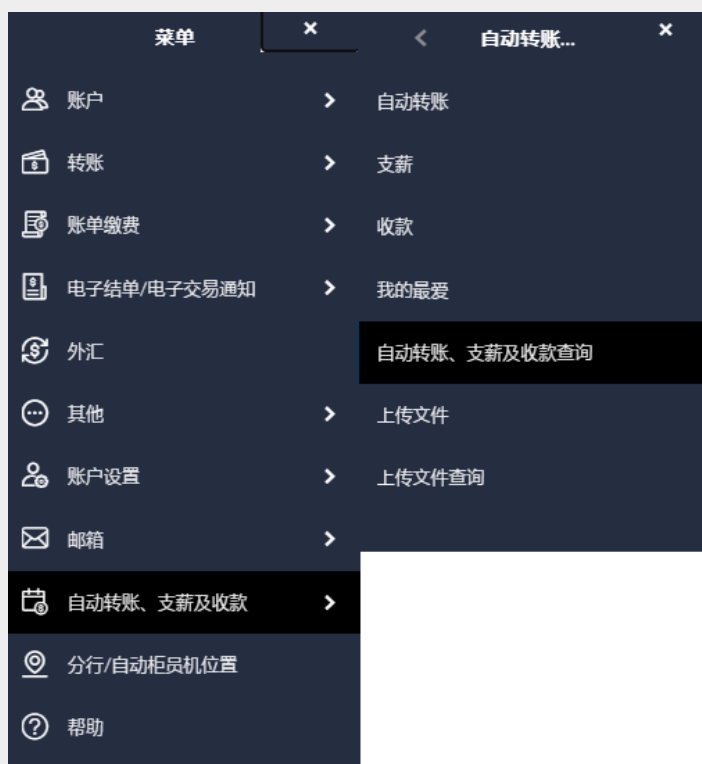 菜单
账户
转账
账单缴费
电子结单/电子交易通知
外汇
其他
账户设置
邮箱
自动转账、支薪及收款
分行/自动柜员机位置
帮助
自动转账...
自动转账
支薪
收款
我的最爱
自动转账、支薪及收款查询
上传文件
上传文件查询